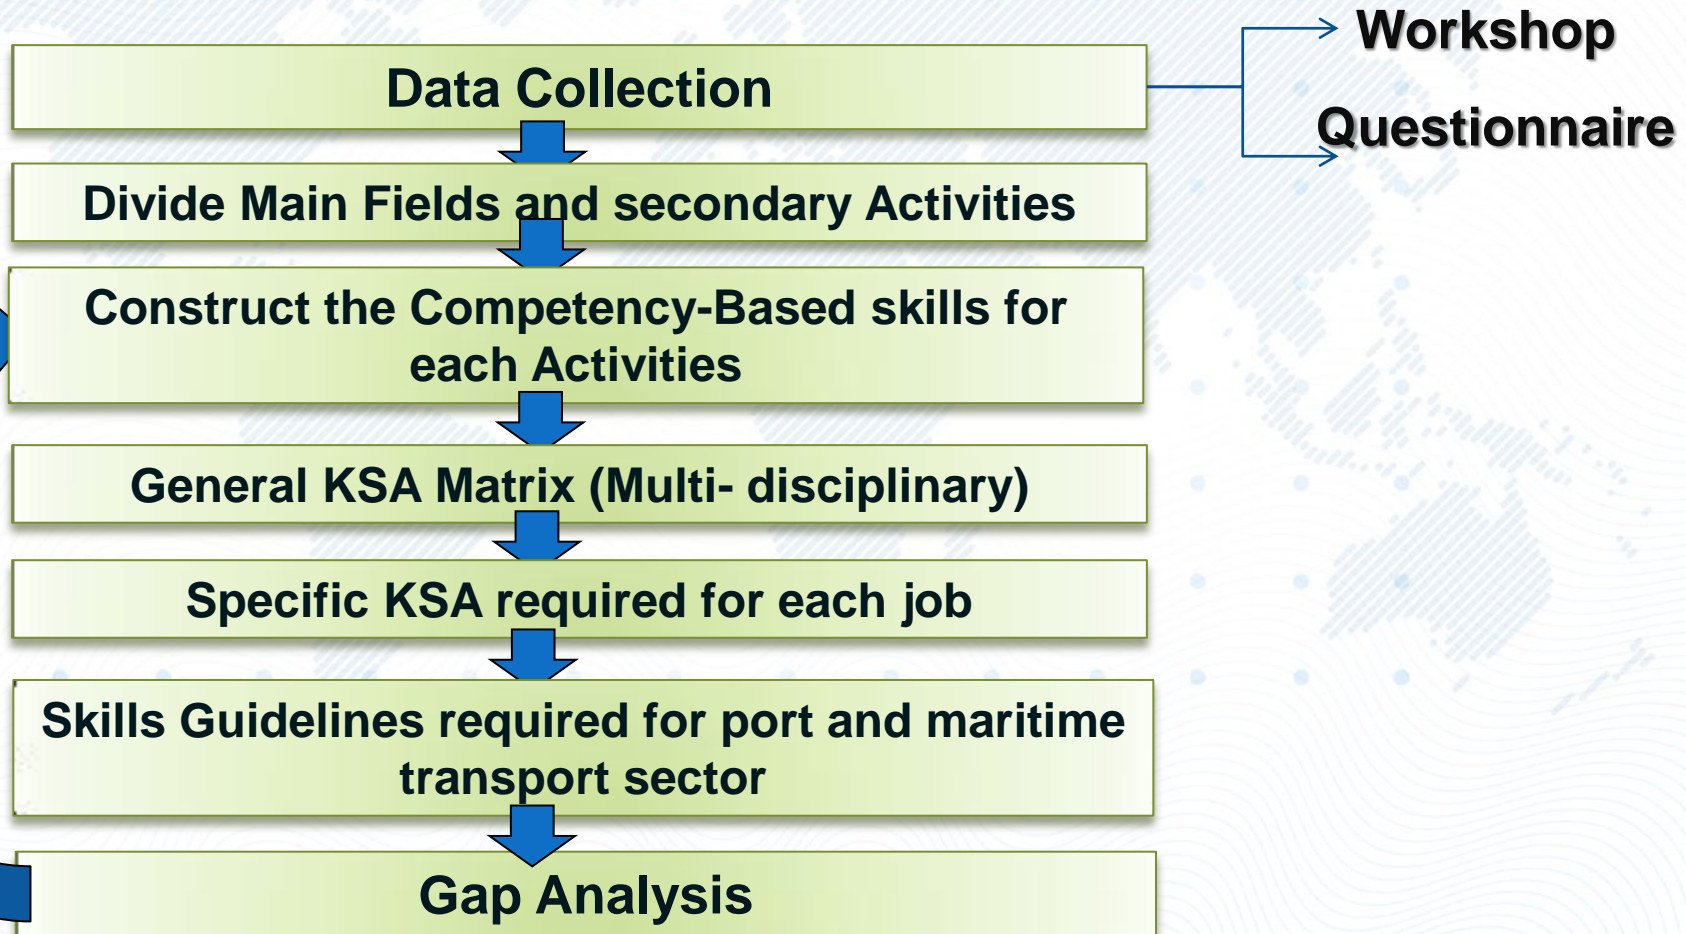 Workshop
Data Collection
Questionnaire
Divide Main Fields and secondary Activities
Construct the Competency-Based skills for
each Activities
General KSA Matrix (Multi- disciplinary)
Specific KSA required for each job
Skills Guidelines required for port and maritime
transport sector
Gap Analysis